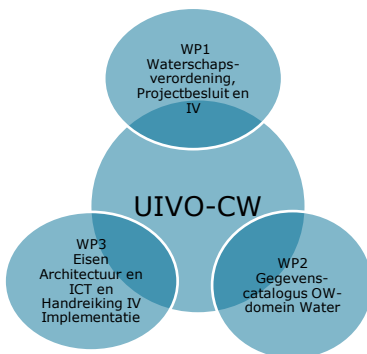 WP1
Waterschaps-
verordening,
Projectbesluit en
IV
UIVO-CW
WP3
Eisen
Architectuur en
ICT en
Handreiking IV
Implementatie
WP2
Gegevens-
catalogus OW-
domein Water